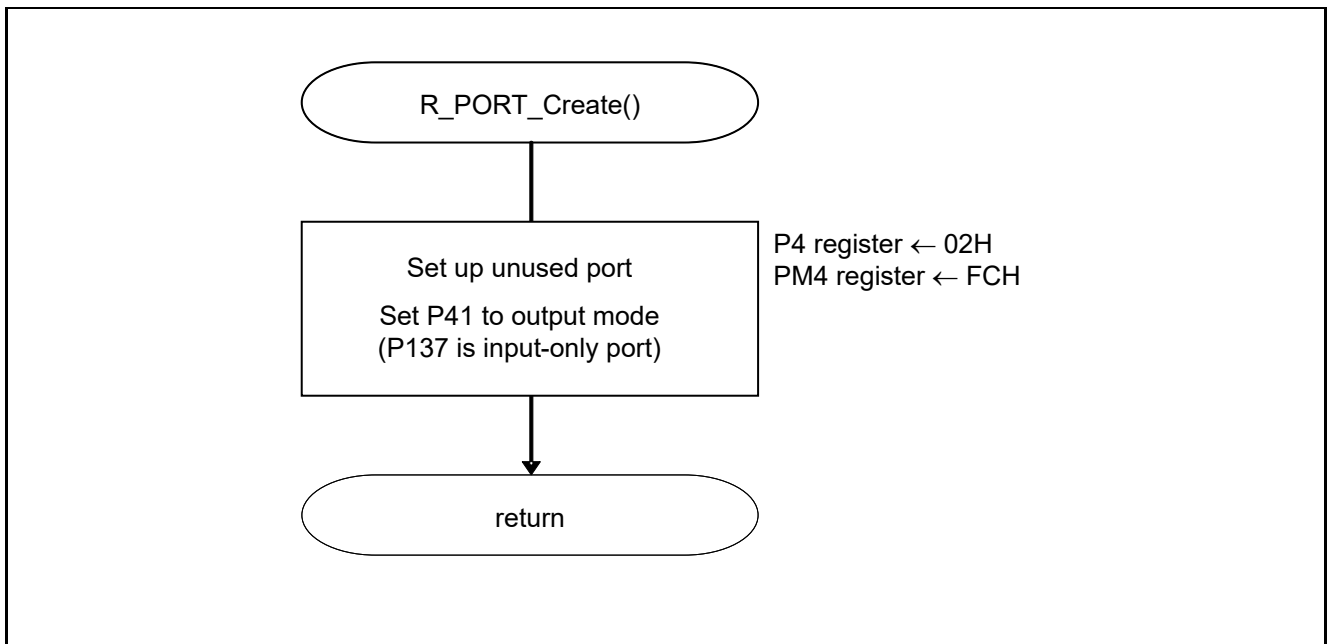 R_PORT_Create()
Set up unused port
Set P41 to output mode
(P137 is input-only port)
P4 register ← 02H
PM4 register ← FCH
return